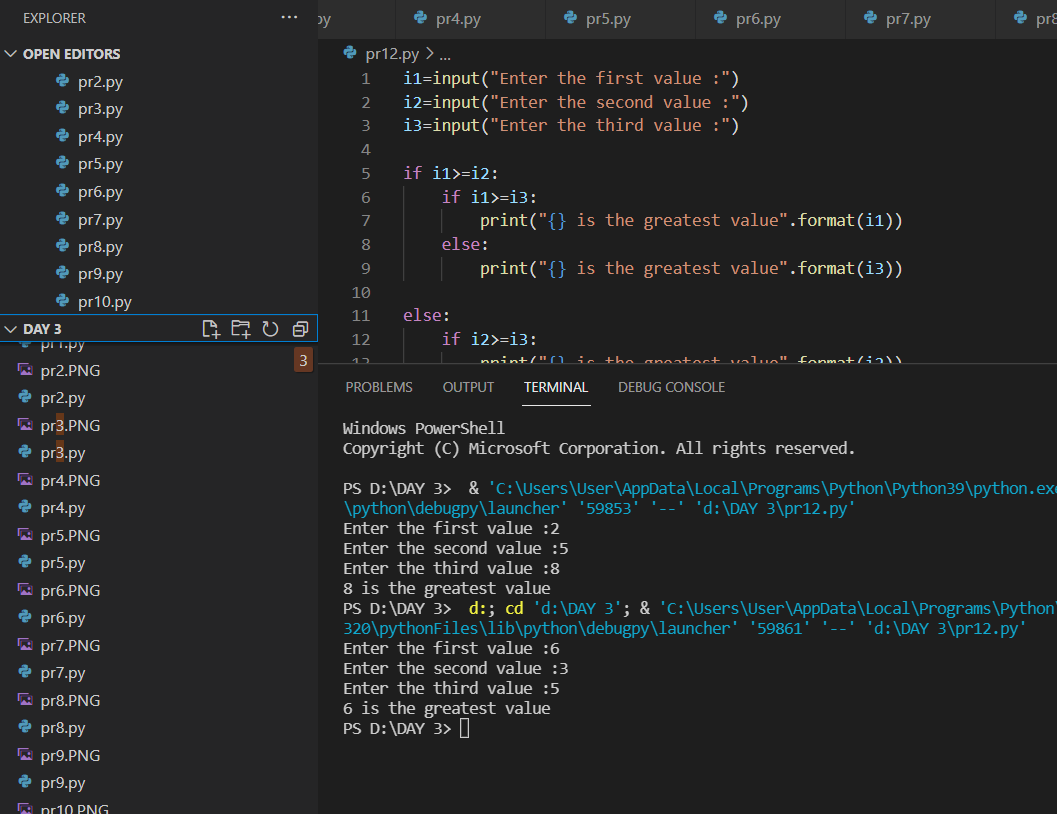 EXPLORER
OPEN EDITORS
pr2.py
pr3.py
pr4.py
pr5.py
pr6.py
pr7.py
pr8.py
pr9.py
pr10.py
DAY 3
pr1.py
3
pr2.PNG
pr2.py
pr3.PNG
pr3.py
pr4.PNG
pr4.py
pr5.PNG
pr5.py
pr6.PNG
pr6.py
pr7.PNG
pr7.py
pr8.PNG
pr8.py
pr9.PNG
pr9.py
pr10.PNG
py pr4.py pr5.py pr6.py pr7.py pr8
pr12.py > ...
1 i1=input("Enter the first value :")
2 i2=input("Enter the second value :")
3 i3=input("Enter the third value :")
4
5 if i1>=i2:
6 if i1>=i3:
7 print("{} is the greatest value".format(i1))
8 else:
9 print("{} is the greatest value".format(i3))
10
11 else:
12 if i2>=i3:
13 print("{} is the greatest value".format(i2))
PROBLEMS OUTPUT TERMINAL DEBUG CONSOLE
Windows PowerShell
Copyright (C) Microsoft Corporation. All rights reserved.
PS D:\DAY 3> & 'C:\Users\User\AppData\Local\Programs\Python\Python39\python.exe
\python\debugpy\launcher' '59853' '--' 'd:\DAY 3\pr12.py'
Enter the first value :2
Enter the second value :5
Enter the third value :8
8 is the greatest value
PS D:\DAY 3> d:; cd 'd:\DAY 3'; & 'C:\Users\User\AppData\Local\Programs\Python\
320\pythonFiles\lib\python\debugpy\launcher' '59861' '--' 'd:\DAY 3\pr12.py'
Enter the first value :6
Enter the second value :3
Enter the third value :5
6 is the greatest value
PS D:\DAY 3>